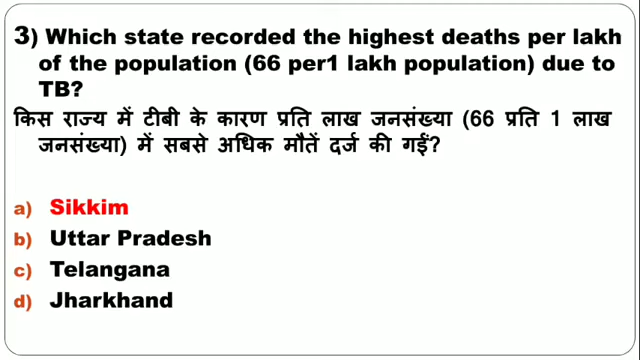 3) Which state recorded the highest deaths per lakh
of the population (66 per1 lakh population) due to
TB?
किस राज्य में टीबी के कारण प्रति लाख जनसंख्या (66 प्रति 1 लाख
जनसंख्या) में सबसे अधिक मौतें दर्ज की गईं?
a) Sikkim
b) Uttar Pradesh
c) Telangana
d) Jharkhand